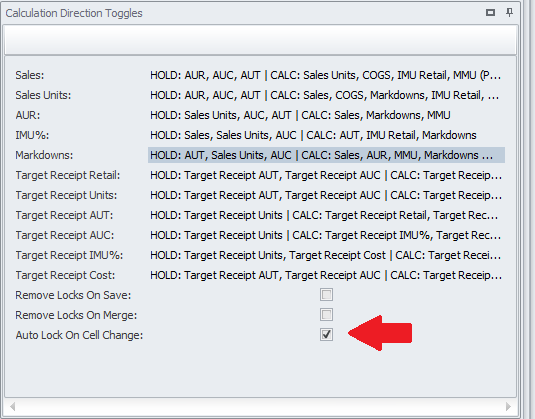 Calculation Direction Toggles
Sales: HOLD: AUR, AUC, AUT | CALC: Sales Units, COGS, IMU Retail, MMU (P...
Sales Units: HOLD: AUR, AUC, AUT | CALC: Sales, COGS, Markdowns, IMU Retail, ...
AUR: HOLD: Sales Units, AUC, AUT | CALC: Sales, Markdowns, MMU
IMU%: HOLD: Sales, Sales Units, AUC | CALC: AUT, IMU Retail, Markdowns
Markdowns: HOLD: AUT, Sales Units, AUC | CALC: Sales, AUR, MMU, Markdowns ...
Target Receipt Retail: HOLD: Target Receipt AUT, Target Receipt AUC | CALC: Target Receip...
Target Receipt Units: HOLD: Target Receipt AUT, Target Receipt AUC | CALC: Target Receip...
Target Receipt AUT: HOLD: Target Receipt Units | CALC: Target Receipt Retail, Target Rec...
Target Receipt AUC: HOLD: Target Receipt Units | CALC: Target Receipt IMU%, Target Rec...
Target Receipt IMU%: HOLD: Target Receipt Units, Target Receipt Cost | CALC: Target Recei...
Target Receipt Cost: HOLD: Target Receipt AUT, Target Receipt AUC | CALC: Target Receip...
Remove Locks On Save:
Remove Locks On Merge:
Auto Lock On Cell Change: